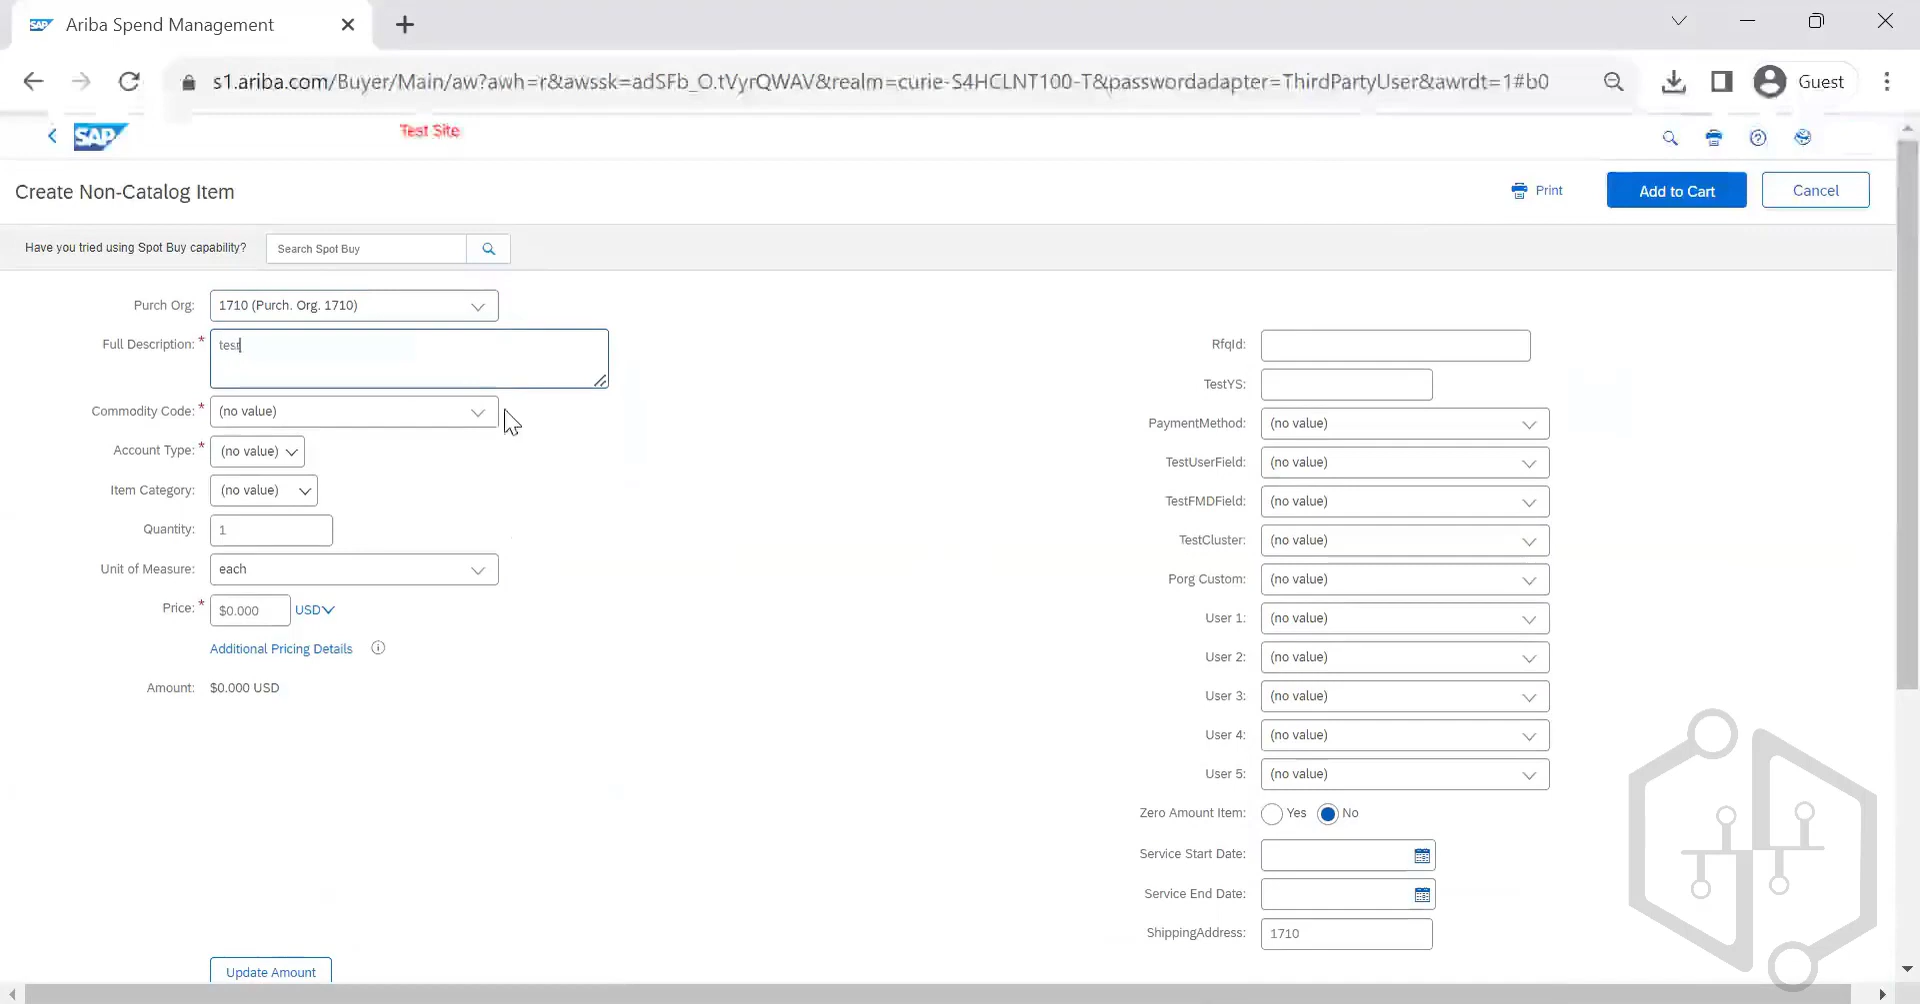 SAP Ariba Spend Management
s1.ariba.com/Buyer/Main/aw?awh=r&awssk=adSFb_O.tVyrQWAV&realm=curie-S4HCLNT100-T&passwordadapter=ThirdPartyUser&awrdt=1#b0
Guest
SAP
Test Site
Create Non-Catalog Item
Print
Add to Cart
Cancel
Have you tried using Spot Buy capability?
Search Spot Buy
Purch Org: 1710 (Purch. Org. 1710)
Full Description: * test
Commodity Code: * (no value)
Account Type: * (no value)
Item Category: (no value)
Quantity: 1
Unit of Measure: each
Price: * $0.000 USD
Additional Pricing Details
Amount: $0.000 USD
Update Amount
RfqId:
TestYS:
PaymentMethod: (no value)
TestUserField: (no value)
TestFMDField: (no value)
TestCluster: (no value)
Porg Custom: (no value)
User 1: (no value)
User 2: (no value)
User 3: (no value)
User 4: (no value)
User 5: (no value)
Zero Amount Item: Yes No
Service Start Date:
Service End Date:
ShippingAddress: 1710